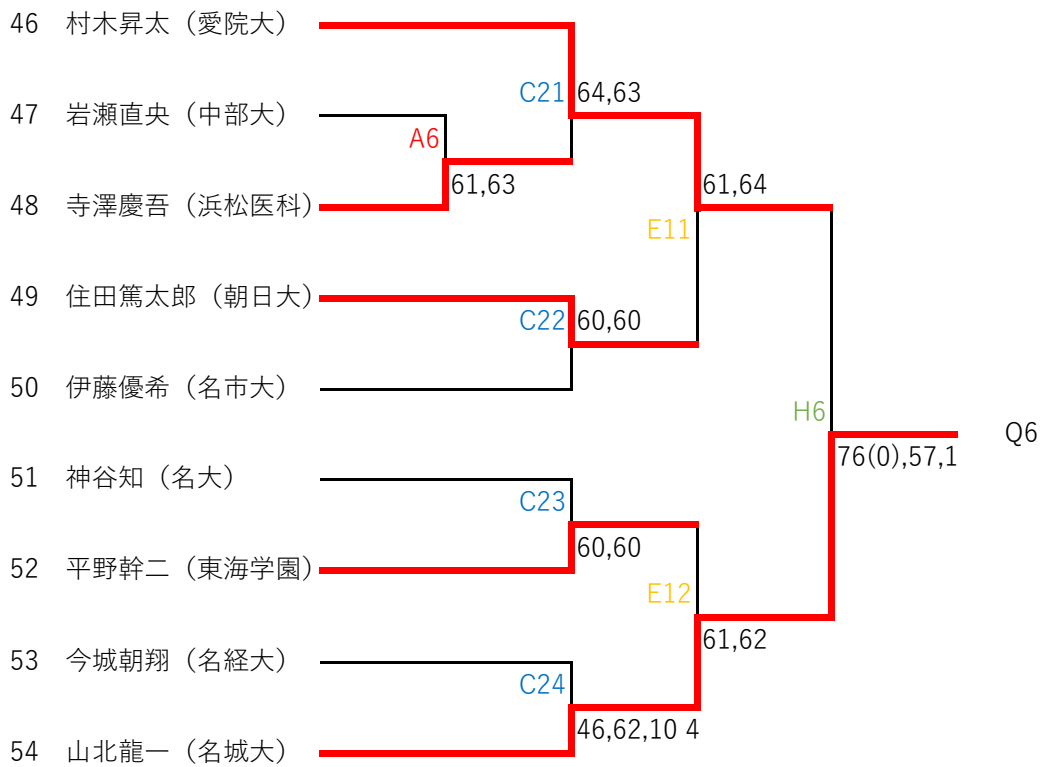 46 村木昇太（愛院大）
C21 64,63
47 岩瀬直央（中部大）
A6
61,63
61,64
48 寺澤慶吾（浜松医科）
E11
49 住田篤太郎（朝日大）
C22 60,60
50 伊藤優希（名市大）
H6
Q6
76(0),57,1
51 神谷知（名大）
C23
60,60
52 平野幹二（東海学園）
E12
61,62
53 今城朝翔（名経大）
C24
46,62,10 4
54 山北龍一（名城大）